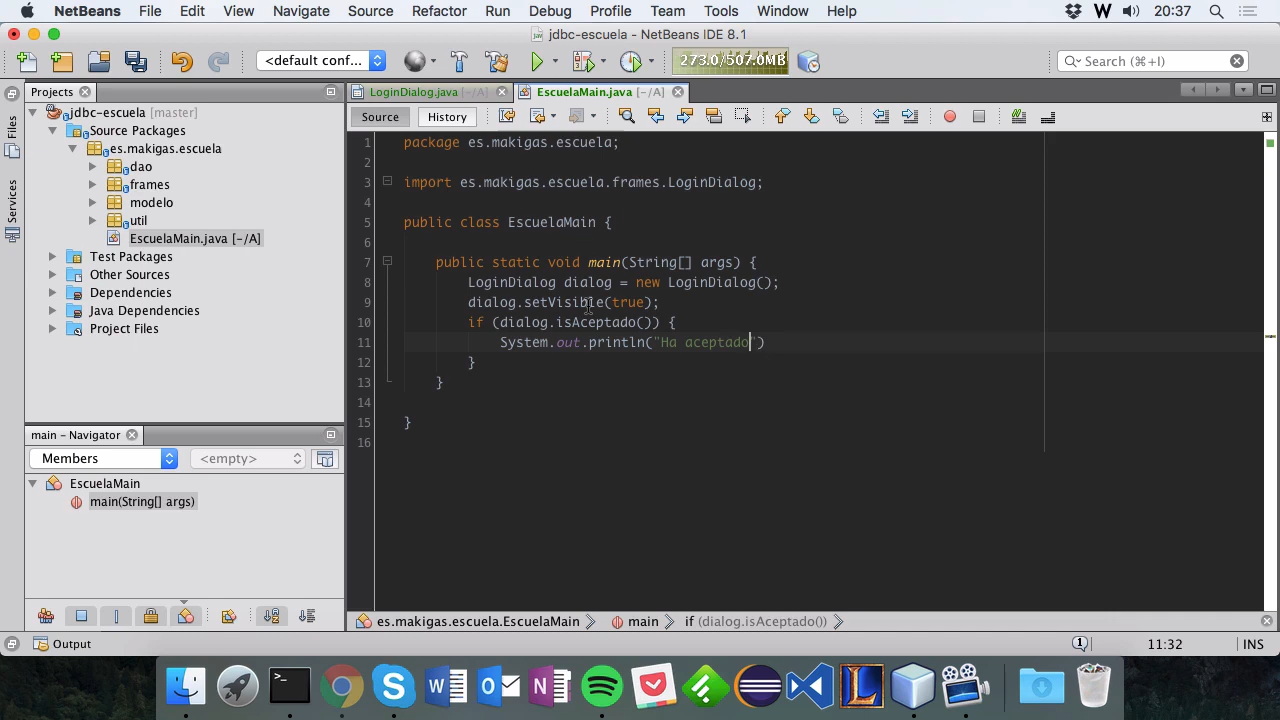 NetBeans File Edit View Navigate Source Refactor Run Debug Profile Team Tools Window Help 20:37
jdbc-escuela - NetBeans IDE 8.1
<default conf... 273.0/507.0MB Search (⌘+I)
Projects LoginDialog.java [-/A] EscuelaMain.java [-/A]
Files
Services
jdbc-escuela [master]
Source Packages
es.makigas.escuela
dao
frames
modelo
util
EscuelaMain.java [-/A]
Test Packages
Other Sources
Dependencies
Java Dependencies
Project Files
Source History
1 package es.makigas.escuela;
2
3 import es.makigas.escuela.frames.LoginDialog;
4
5 public class EscuelaMain {
6
7 public static void main(String[] args) {
8 LoginDialog dialog = new LoginDialog();
9 dialog.setVisible(true);
10 if (dialog.isAceptado()) {
11 System.out.println("Ha aceptado")
12 }
13 }
14
15 }
16
main - Navigator
Members <empty>
EscuelaMain
main(String[] args)
es.makigas.escuela.EscuelaMain main if (dialog.isAceptado())
Output 1 11:32 INS